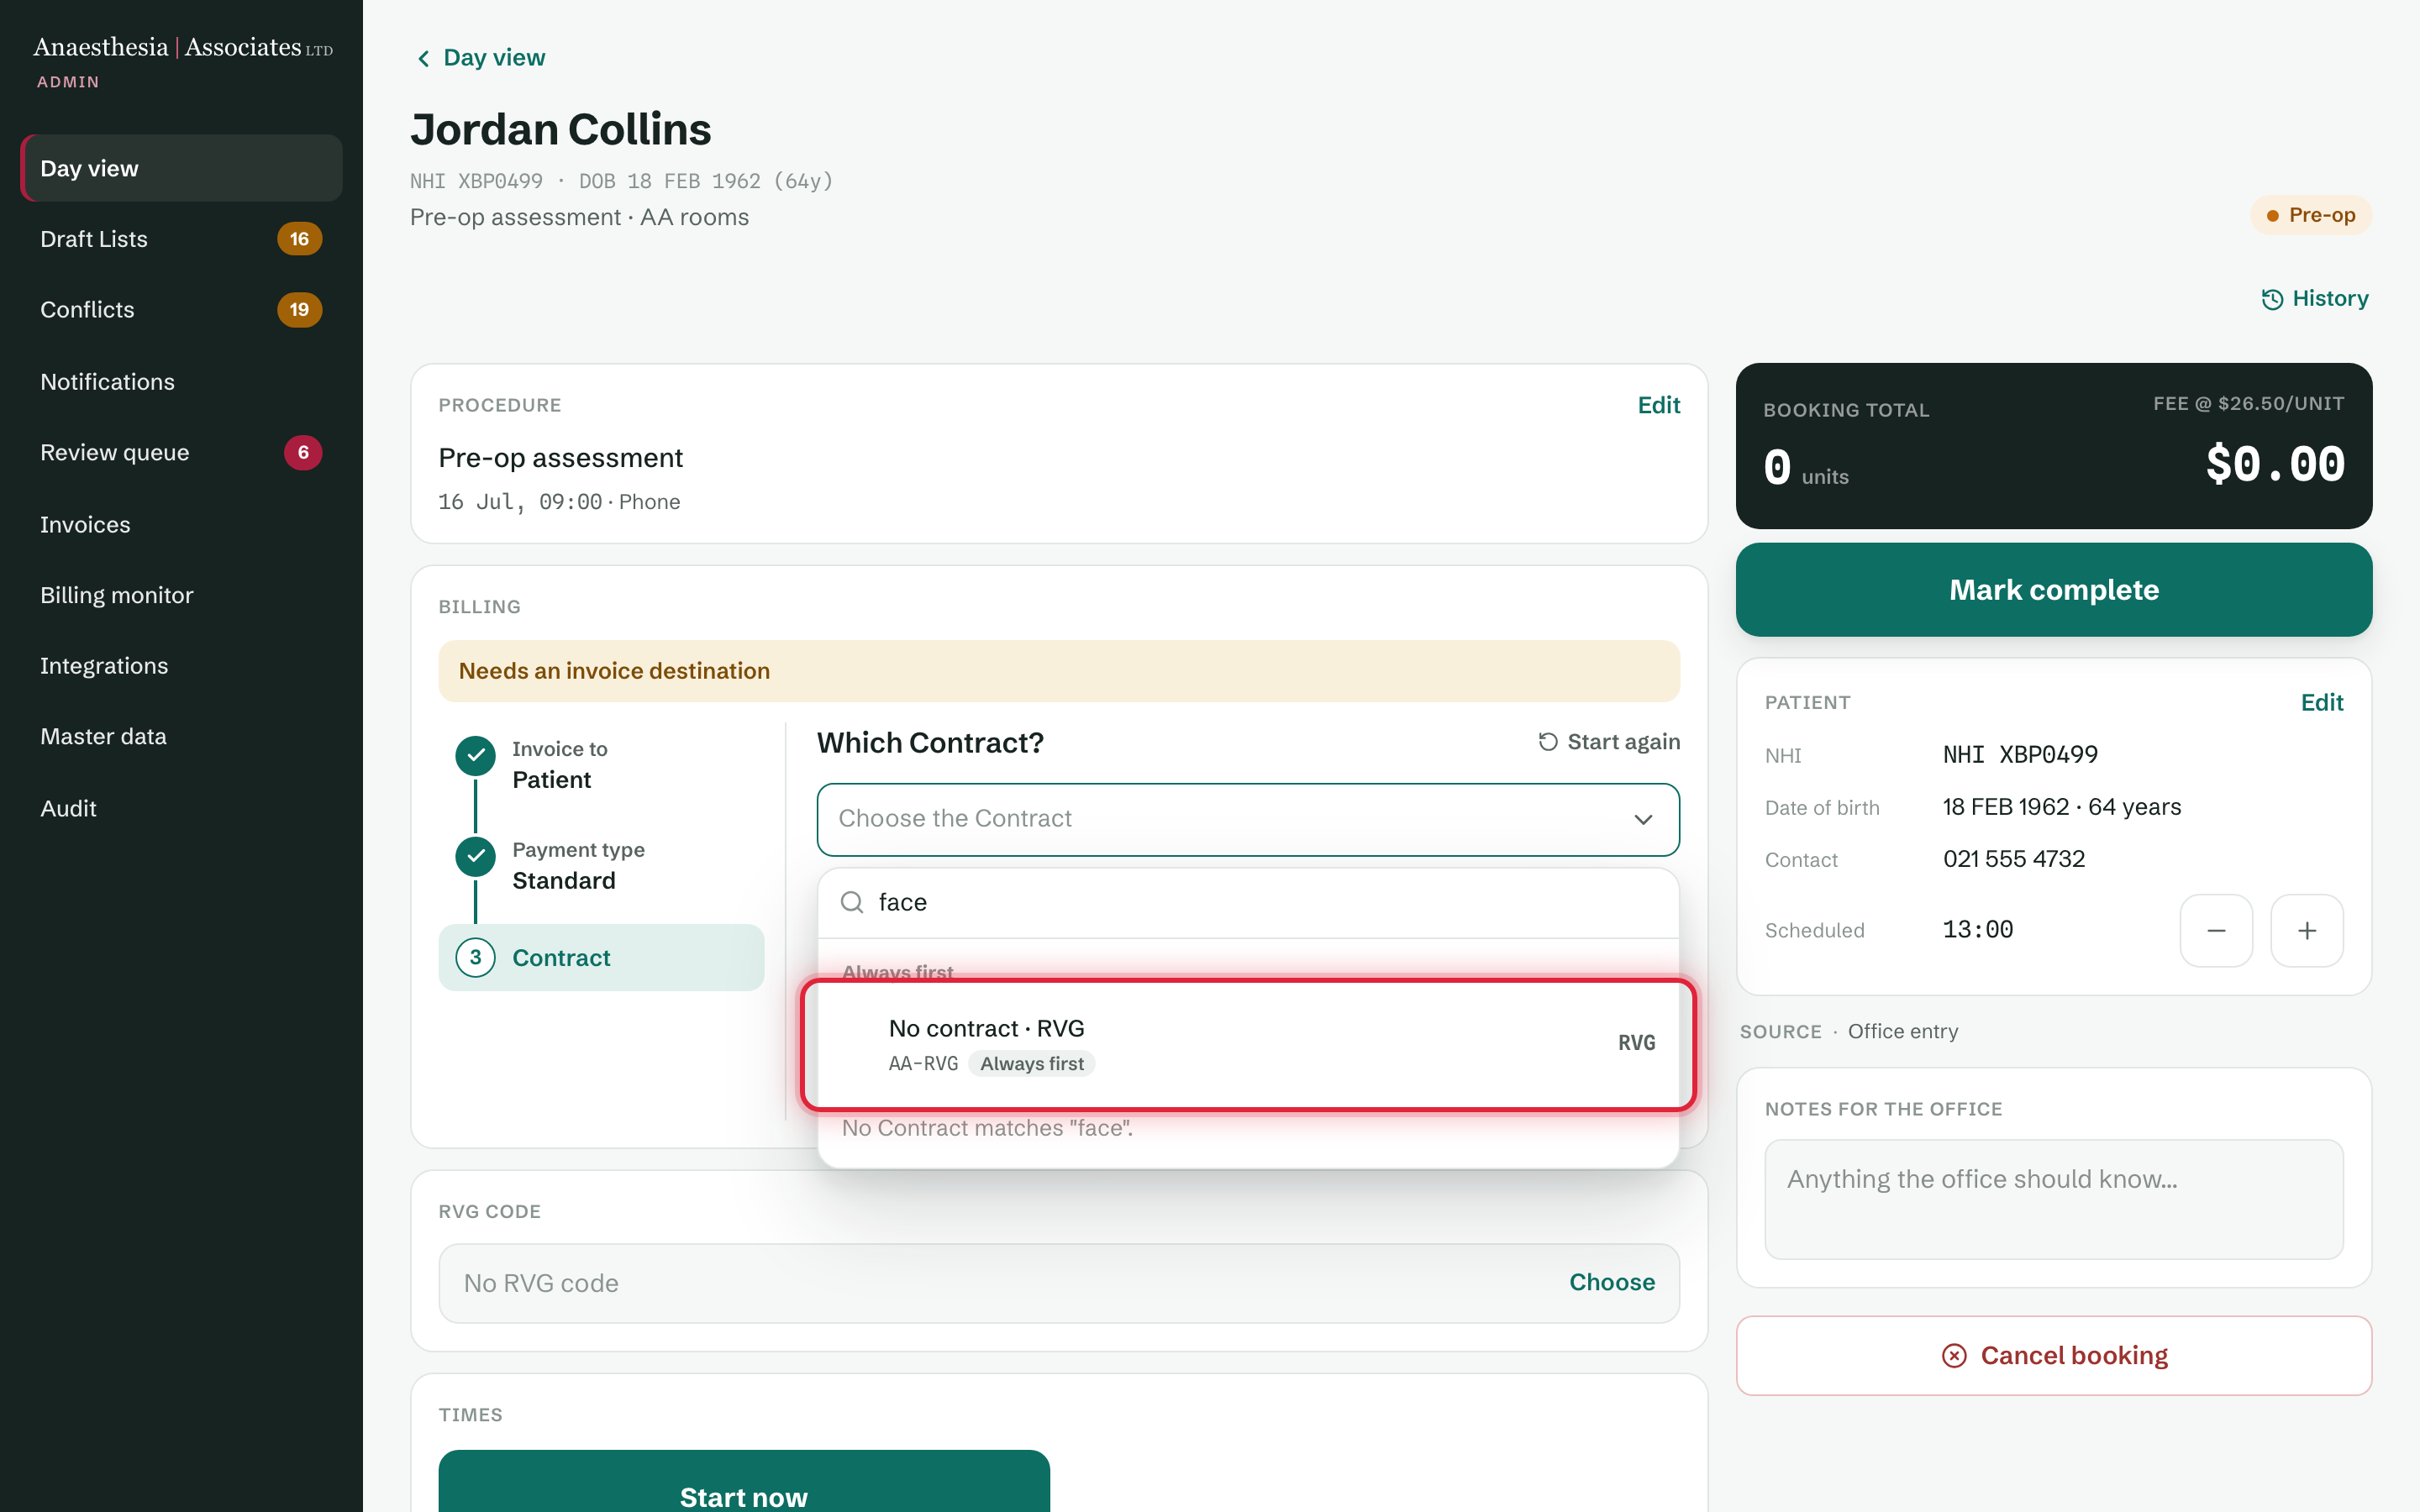 Anaesthesia | Associates LTD
ADMIN
Day view
Draft Lists 16
Conflicts 19
Notifications
Review queue 6
Invoices
Billing monitor
Integrations
Master data
Audit
Day view
Jordan Collins
NHI XBP0499 · DOB 18 FEB 1962 (64y)
Pre-op assessment · AA rooms
Pre-op
History
PROCEDURE Edit
Pre-op assessment
16 Jul, 09:00 · Phone
BILLING
Needs an invoice destination
Invoice to
Patient
Payment type
Standard
3 Contract
Which Contract? Start again
Choose the Contract
face
Always first
No contract · RVG
AA-RVG Always first
RVG
No Contract matches "face".
RVG CODE
No RVG code Choose
TIMES
Start now
BOOKING TOTAL FEE @ $26.50/UNIT
0 units $0.00
Mark complete
PATIENT Edit
NHI NHI XBP0499
Date of birth 18 FEB 1962 · 64 years
Contact 021 555 4732
Scheduled 13:00 − +
SOURCE · Office entry
NOTES FOR THE OFFICE
Anything the office should know...
Cancel booking